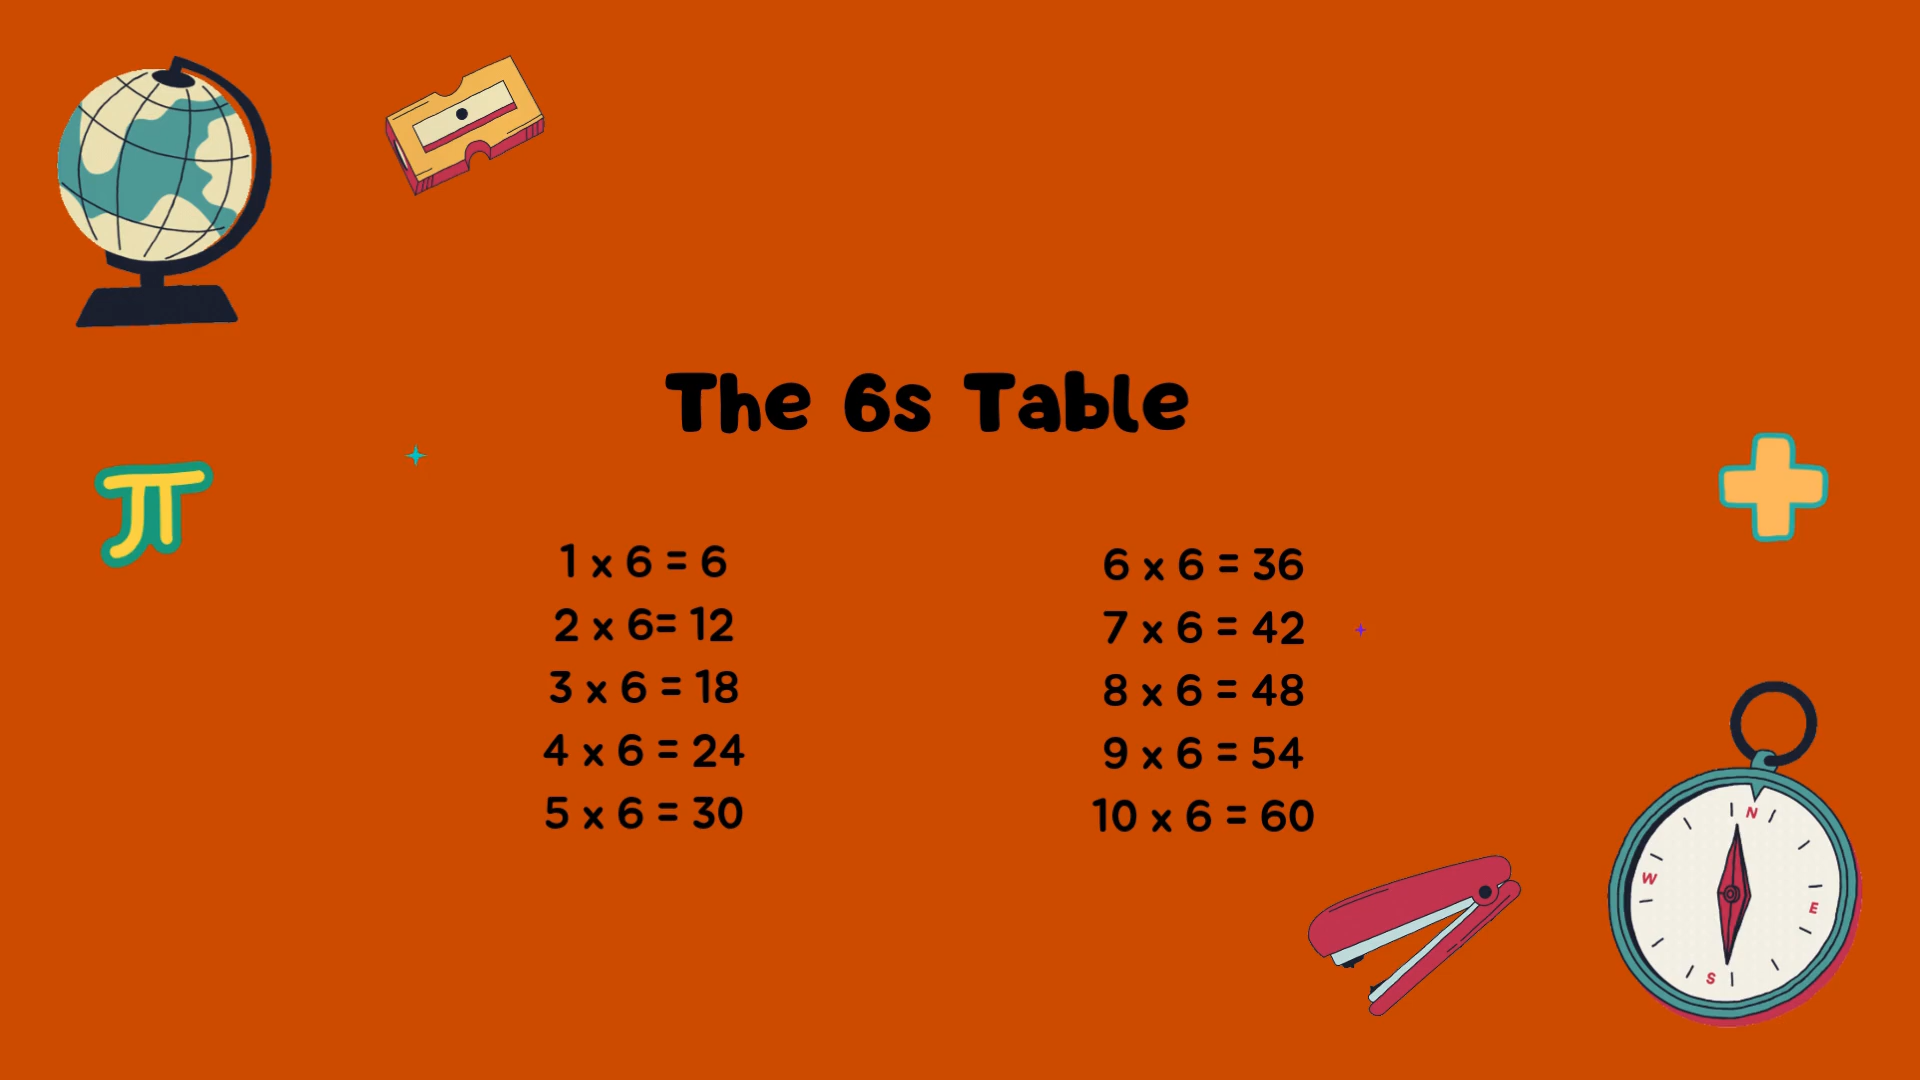 The 6s Table
π
1 x 6 = 6
2 x 6= 12
3 x 6 = 18
4 x 6 = 24
5 x 6 = 30
6 x 6 = 36
7 x 6 = 42
8 x 6 = 48
9 x 6 = 54
10 x 6 = 60
N
W
E
S